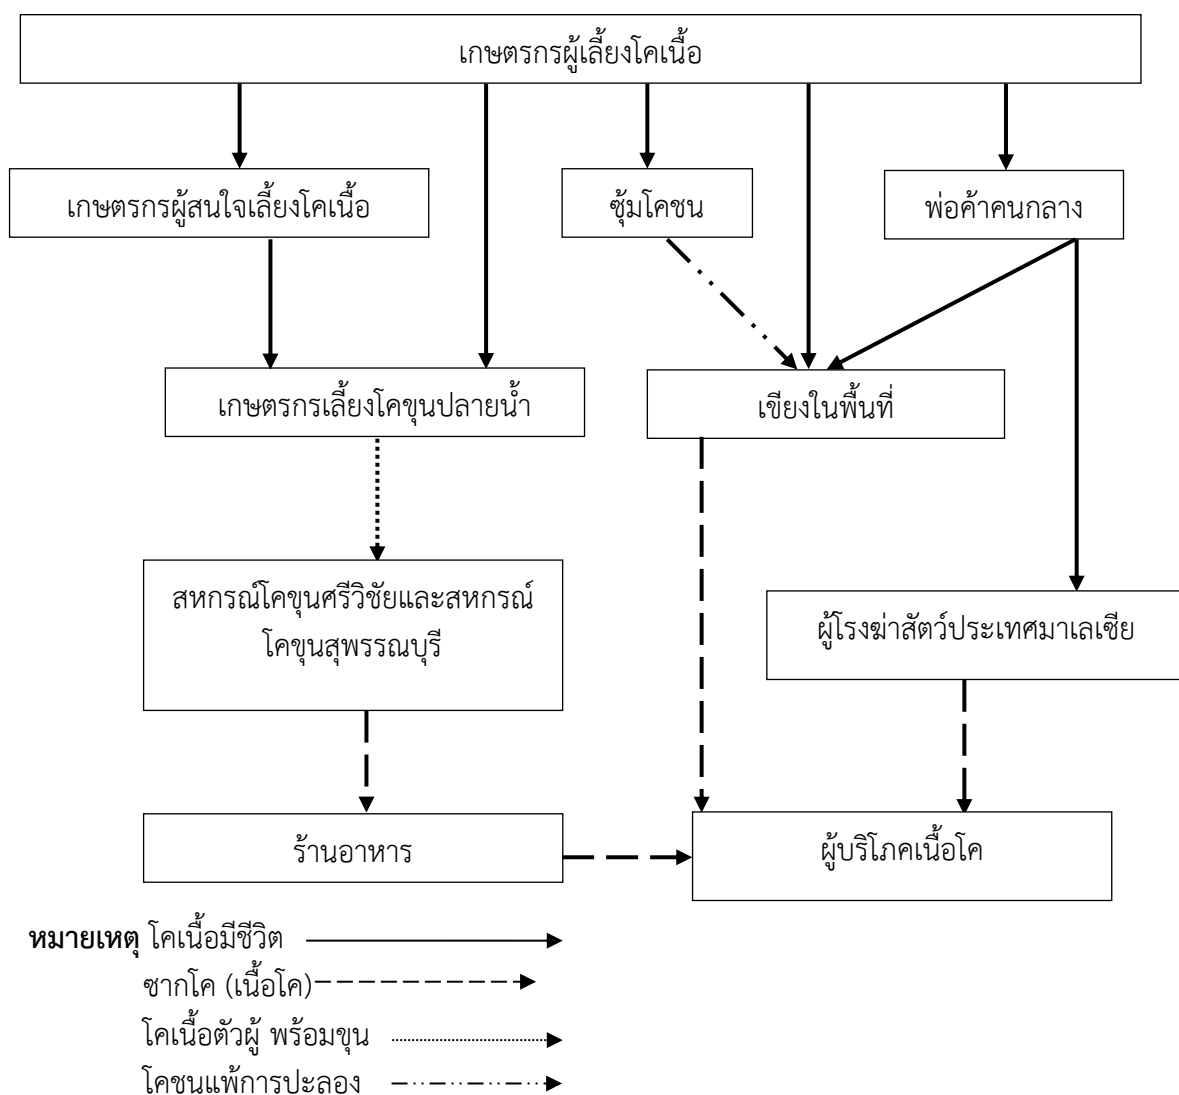 เกษตรกรผู้เลี้ยงโคเนื้อ
เกษตรกรผู้สนใจเลี้ยงโคเนื้อ
ซุ้มโคชน
พ่อค้าคนกลาง
เกษตรกรเลี้ยงโคขุนปลายน้ำ
เขียงในพื้นที่
สหกรณ์โคขุนศรีวิชัยและสหกรณ์
โคขุนสุพรรณบุรี
ผู้โรงฆ่าสัตว์ประเทศมาเลเซีย
ร้านอาหาร
ผู้บริโภคเนื้อโค
หมายเหตุ โคเนื้อมีชีวิต
ซากโค (เนื้อโค)
โคเนื้อตัวผู้ พร้อมขุน
โคชนแพ้การประลอง